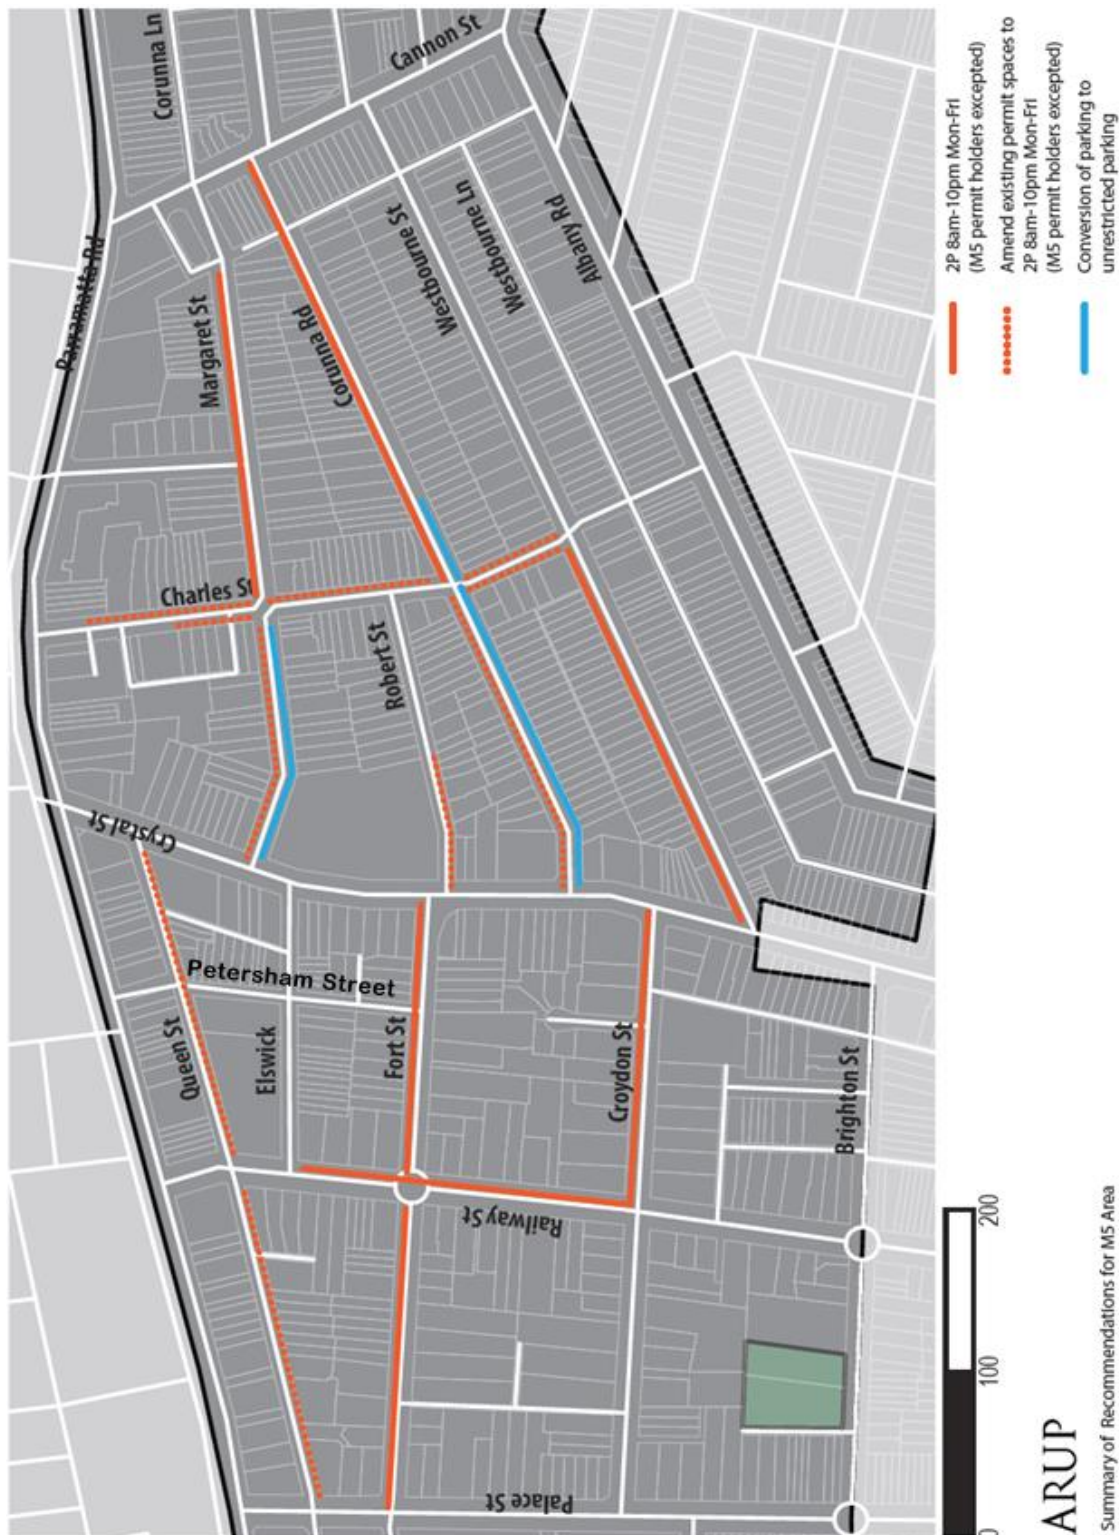 Corunna Ln
Cannon St
Parramatta Rd
Margaret St
Corunna Rd
Westbourne St
Westbourne Ln
Albany Rd
Charles St
Robert St
Crystal St
Petersham Street
Queen St
Elswick
Fort St
Croydon St
Brighton St
Railway St
Palace St
2P 8am-10pm Mon-Fri
(M5 permit holders excepted)
Amend existing permit spaces to
2P 8am-10pm Mon-Fri
(M5 permit holders excepted)
Conversion of parking to
unrestricted parking
100
200
ARUP
Summary of Recommendations for M5 Area